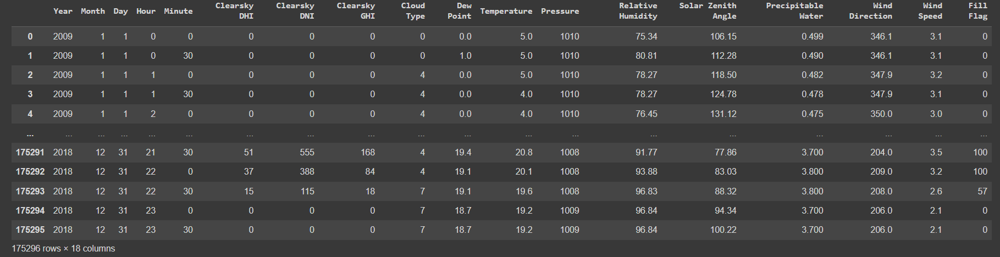 Year Month Day Hour Minute Clearsky DHI Clearsky DNI Clearsky GHI Cloud Type Dew Point Temperature Pressure Relative Humidity Solar Zenith Angle Precipitable Water Wind Direction Wind Speed Fill Flag
0 2009 1 1 0 0 0 0 0 0 0.0 5.0 1010 75.34 106.15 0.499 346.1 3.1 0
1 2009 1 1 0 30 0 0 0 0 1.0 5.0 1010 80.81 112.28 0.490 346.1 3.1 0
2 2009 1 1 1 0 0 0 0 4 0.0 5.0 1010 78.27 118.50 0.482 347.9 3.2 0
3 2009 1 1 1 30 0 0 0 4 0.0 4.0 1010 78.27 124.78 0.478 347.9 3.1 0
4 2009 1 1 2 0 0 0 0 4 0.0 4.0 1010 76.45 131.12 0.475 350.0 3.0 0
... ... ... ... ... ... ... ... ... ... ... ... ... ... ... ... ... ... ...
175291 2018 12 31 21 30 51 555 168 4 19.4 20.8 1008 91.77 77.86 3.700 204.0 3.5 100
175292 2018 12 31 22 0 37 388 84 4 19.1 20.1 1008 93.88 83.03 3.800 209.0 3.2 100
175293 2018 12 31 22 30 15 115 18 7 19.1 19.6 1008 96.83 88.32 3.800 208.0 2.6 57
175294 2018 12 31 23 0 0 0 0 7 18.7 19.2 1009 96.84 94.34 3.700 206.0 2.1 0
175295 2018 12 31 23 30 0 0 0 7 18.7 19.2 1009 96.84 100.22 3.700 206.0 2.1 0
175296 rows × 18 columns